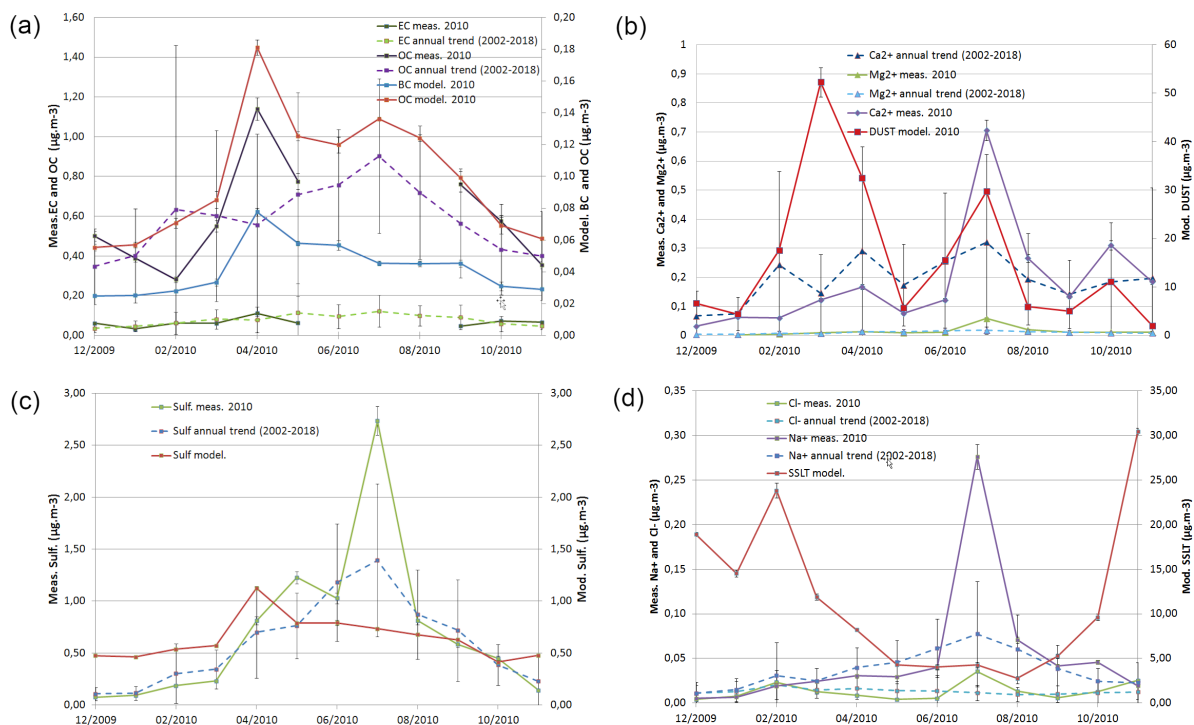 (a)
1,60
1,40
1,20
1,00
0,80
0,60
0,40
0,20
0,00
Meas.EC and OC (µg.m-3)
EC meas. 2010
EC annual trend (2002-2018)
OC meas. 2010
OC annual trend (2002-2018)
BC model. 2010
OC model. 2010
0,20
0,18
0,16
0,14
0,12
0,10
0,08
0,06
0,04
0,02
0,00
Model. BC and OC (µg.m-3)
12/2009 02/2010 04/2010 06/2010 08/2010 10/2010
(b)
1
0,9
0,8
0,7
0,6
0,5
0,4
0,3
0,2
0,1
0
Meas. Ca2+ and Mg2+ (µg.m-3)
Ca2+ annual trend (2002-2018)
Mg2+ meas. 2010
Mg2+ annual trend (2002-2018)
Ca2+ meas. 2010
DUST model. 2010
60
50
40
30
20
10
0
Mod. DUST (µg.m-3)
12/2009 02/2010 04/2010 06/2010 08/2010 10/2010
(c)
3,00
2,50
2,00
1,50
1,00
0,50
0,00
Meas. Sulf. (µg.m-3)
Sulf. meas. 2010
Sulf annual trend (2002-2018)
Sulf model.
3,00
2,50
2,00
1,50
1,00
0,50
0,00
Mod. Sulf. (µg.m-3)
12/2009 02/2010 04/2010 06/2010 08/2010 10/2010
(d)
0,35
0,30
0,25
0,20
0,15
0,10
0,05
0,00
Meas. Na+ and Cl- (µg.m-3)
Cl- meas. 2010
Cl- annual trend (2002-2018)
Na+ meas. 2010
Na+ annual trend (2002-2018)
SSLT model.
35,00
30,00
25,00
20,00
15,00
10,00
5,00
0,00
Mod. SSLT (µg.m-3)
12/2009 02/2010 04/2010 06/2010 08/2010 10/2010